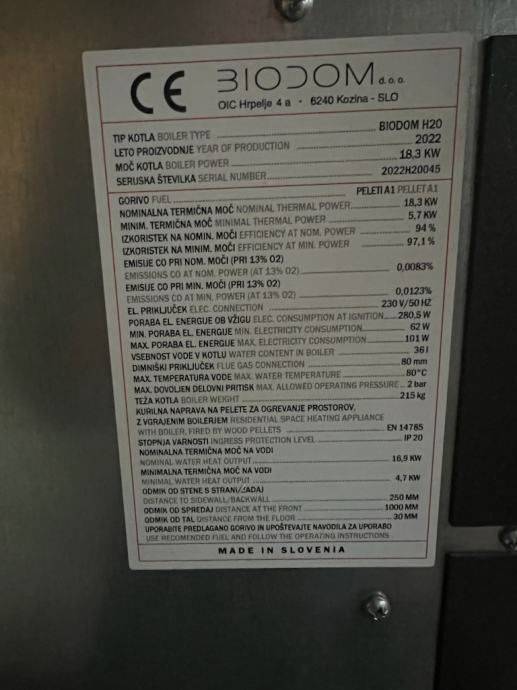 CE BIODOM d.o.o.
OIC Hrpelje 4 a • 6240 Kozina - SLO
TIP KOTLA BOILER TYPE BIODOM H20
LETO PROIZVODNJE YEAR OF PRODUCTION 2022
MOČ KOTLA BOILER POWER 18,3 KW
SERIJSKA ŠTEVILKA SERIAL NUMBER 2022H20045
GORIVO FUEL PELETI A1 PELLET A1
NOMINALNA TERMIČNA MOČ NOMINAL THERMAL POWER 18,3 KW
MINIM. TERMIČNA MOČ MINIMAL THERMAL POWER 5,7 KW
IZKORISTEK NA NOMIN. MOČI EFFICIENCY AT NOM. POWER 94 %
IZKORISTEK NA MINIM. MOČI EFFICIENCY AT MIN. POWER 97,1 %
EMISIJE CO PRI NOM. MOČI (PRI 13% O2)
EMISSIONS CO AT NOM. POWER (AT 13% O2) 0,0083%
EMISIJE CO PRI MIN. MOČI (PRI 13% O2)
EMISSIONS CO AT MIN. POWER (AT 13% O2) 0,0123%
EL. PRIKLJUČEK ELEC. CONNECTION 230 V/50 HZ
PORABA EL. ENERGIJE OB VŽIGU ELEC. CONSUMPTION AT IGNITION 280,5 W
MIN. PORABA EL. ENERGIJE MIN. ELECTRICITY CONSUMPTION 62 W
MAX. PORABA EL. ENERGIJE MAX. ELECTRICITY CONSUMPTION 101 W
VSEBNOST VODE V KOTLU WATER CONTENT IN BOILER 36 l
DIMNIŠKI PRIKLJUČEK FLUE GAS CONNECTION 80 mm
MAX. TEMPERATURA VODE MAX. WATER TEMPERATURE 80°C
MAX. DOVOLJEN DELOVNI PRITISK MAX. ALLOWED OPERATING PRESSURE 2 bar
TEŽA KOTLA BOILER WEIGHT 215 kg
KURILNA NAPRAVA NA PELETE ZA OGREVANJE PROSTOROV,
Z VGRAJENIM BOILERJEM RESIDENTIAL SPACE HEATING APPLIANCE
WITH BOILER, FIRED BY WOOD PELLETS EN 14785
STOPNJA VARNOSTI INGRESS PROTECTION LEVEL IP 20
NOMINALNA TERMIČNA MOČ NA VODI
NOMINAL WATER HEAT OUTPUT 16,9 KW
MINIMALNA TERMIČNA MOČ NA VODI
MINIMAL WATER HEAT OUTPUT 4,7 KW
ODMIK OD STENE S STRANI/ZADAJ
DISTANCE TO SIDEWALL/BACKWALL 250 MM
ODMIK OD SPREDAJ DISTANCE AT THE FRONT 1000 MM
ODMIK OD TAL DISTANCE FROM THE FLOOR 30 MM
UPORABITE PREDLAGANO GORIVO IN UPOŠTEVAJTE NAVODILA ZA UPORABO
USE RECOMENDED FUEL AND FOLLOW THE OPERATING INSTRUCTIONS
MADE IN SLOVENIA